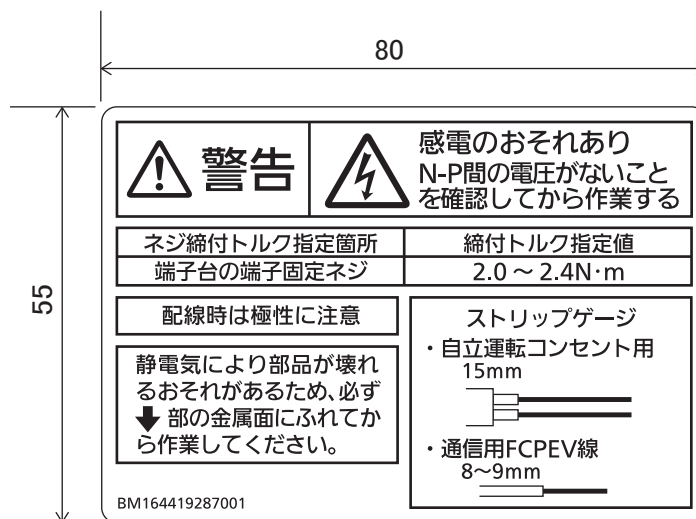 80
55
警告
感電のおそれあり
N-P間の電圧がないこと
を確認してから作業する
ネジ締付トルク指定箇所 締付トルク指定値
端子台の端子固定ネジ 2.0～2.4N·m
配線時は極性に注意
静電気により部品が壊れ
るおそれがあるため、必ず
部の金属面にふれてか
ら作業してください。
BM164419287001
ストリップゲージ
・自立運転コンセント用
15mm
・通信用FCPEV線
8～9mm